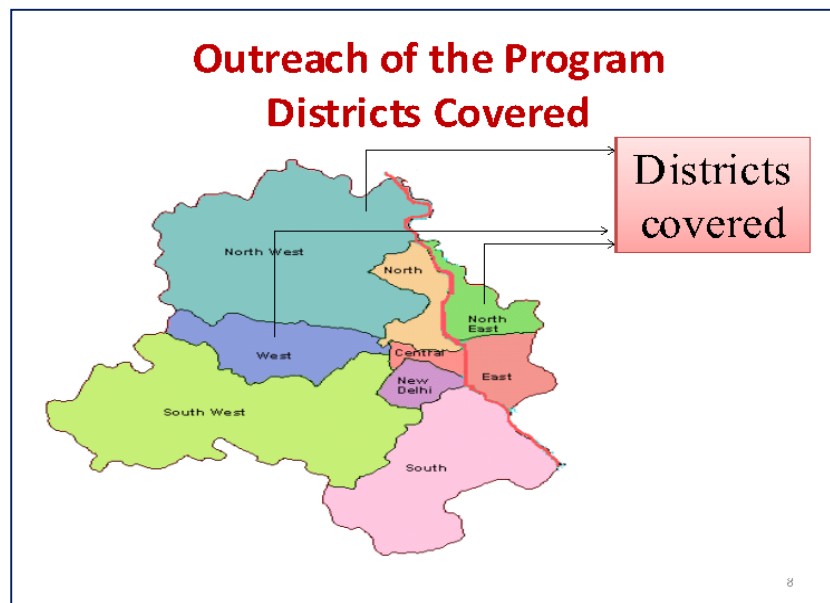 Outreach of the Program
Districts Covered
Districts
covered
North West
North
North
East
West
Central
East
New
Delhi
South West
South
8